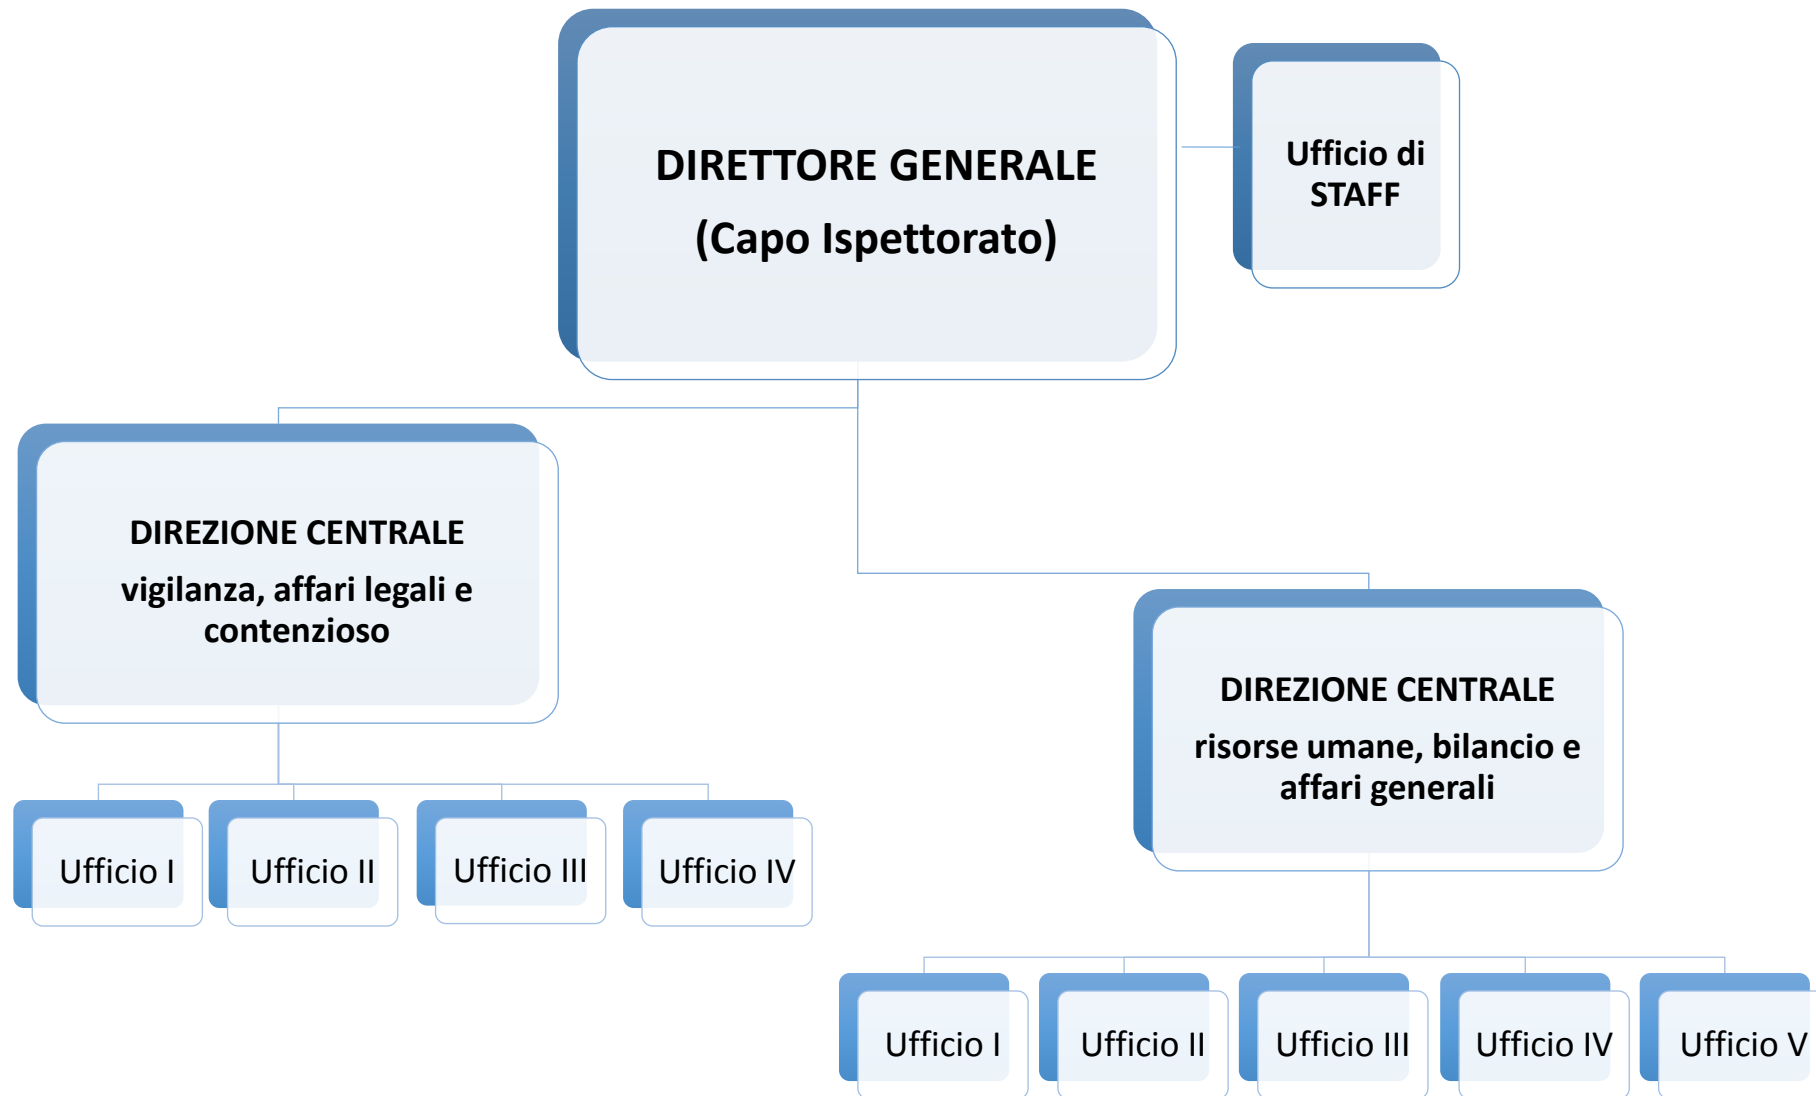 DIRETTORE GENERALE
(Capo Ispettorato)
Ufficio di
STAFF
DIREZIONE CENTRALE
vigilanza, affari legali e
contenzioso
DIREZIONE CENTRALE
risorse umane, bilancio e
affari generali
Ufficio I
Ufficio II
Ufficio III
Ufficio IV
Ufficio I
Ufficio II
Ufficio III
Ufficio IV
Ufficio V